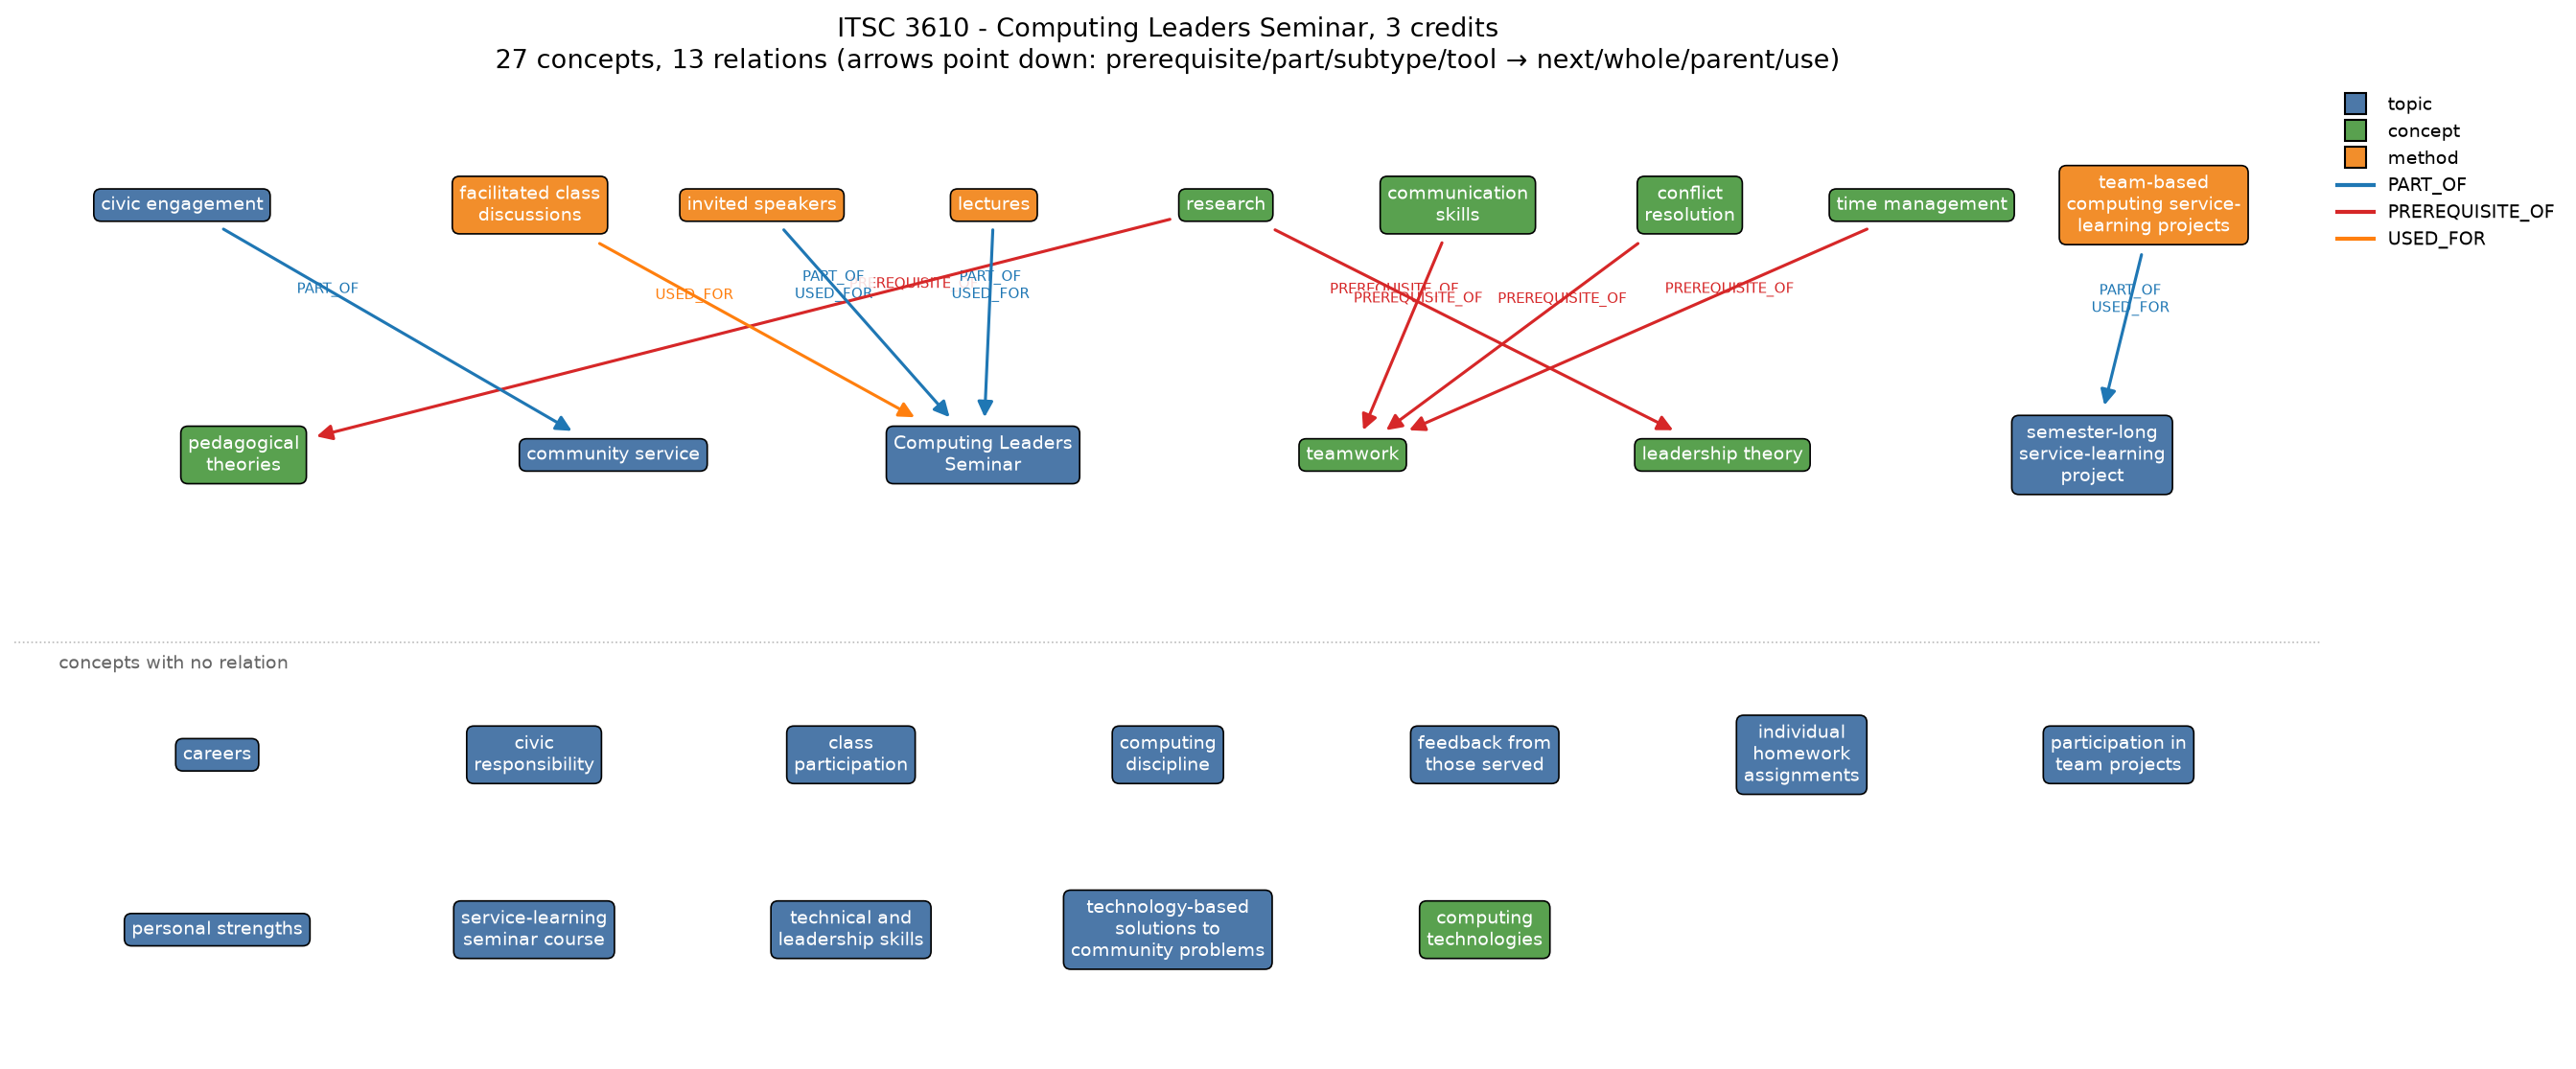 ITSC 3610 - Computing Leaders Seminar, 3 credits
27 concepts, 13 relations (arrows point down: prerequisite/part/subtype/tool → next/whole/parent/use)
topic
concept
method
PART_OF
PREREQUISITE_OF
USED_FOR
civic engagement
facilitated class
discussions
invited speakers
lectures
research
communication
skills
conflict
resolution
time management
team-based
computing service-
learning projects
PART_OF
USED_FOR
PART_OF
USED_FOR
PART_OF
USED_FOR
PREREQUISITE_OF
PREREQUISITE_OF
PREREQUISITE_OF
PREREQUISITE_OF
PART_OF
USED_FOR
pedagogical
theories
community service
Computing Leaders
Seminar
teamwork
leadership theory
semester-long
service-learning
project
concepts with no relation
careers
civic
responsibility
class
participation
computing
discipline
feedback from
those served
individual
homework
assignments
participation in
team projects
personal strengths
service-learning
seminar course
technical and
leadership skills
technology-based
solutions to
community problems
computing
technologies